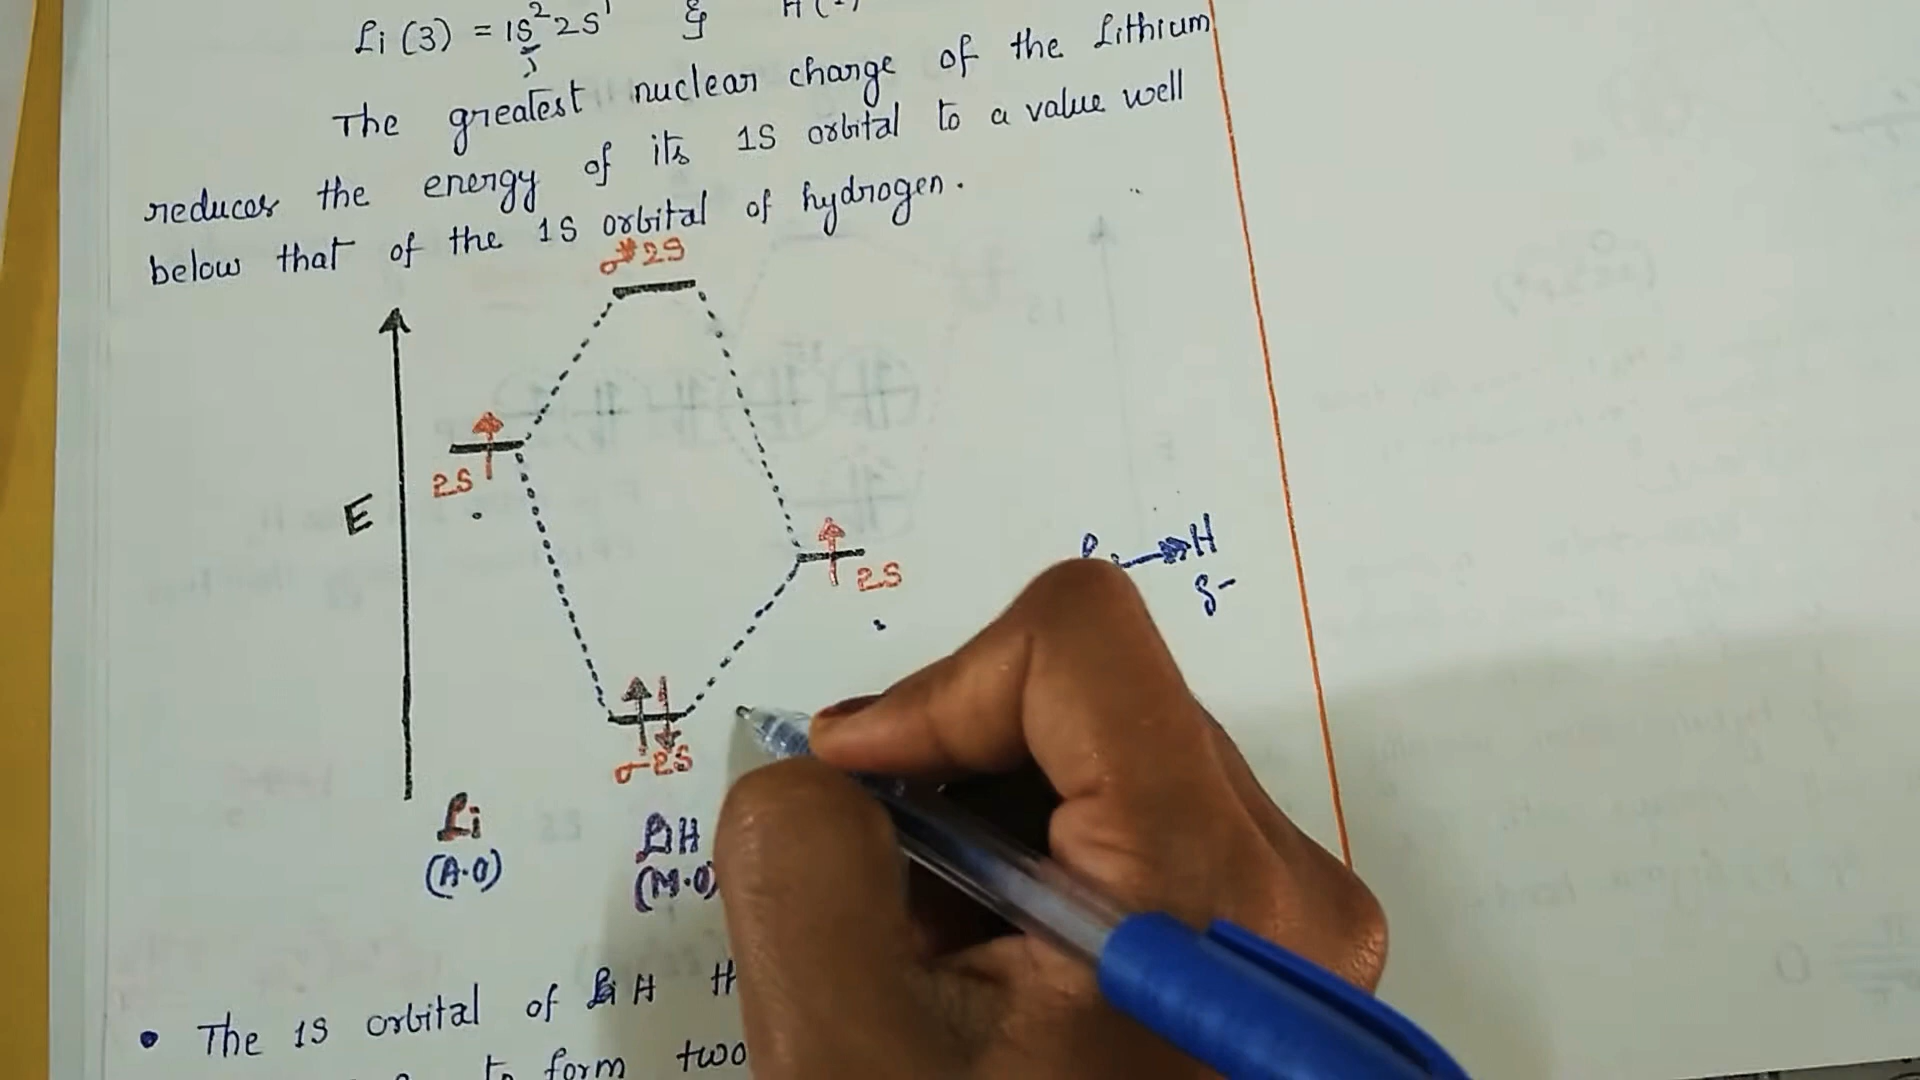 Li (3) = 1s² 2s¹ & H(1)
The greatest nuclear charge of the Lithium
reduces the energy of its 1S orbital to a value well
below that of the 1S orbital of hydrogen.
σ*2S
2S
E
H
δ-
2S
σ2S
Li
LiH
(A.O)
(M.O)
• The 1S orbital of LiH
to form two